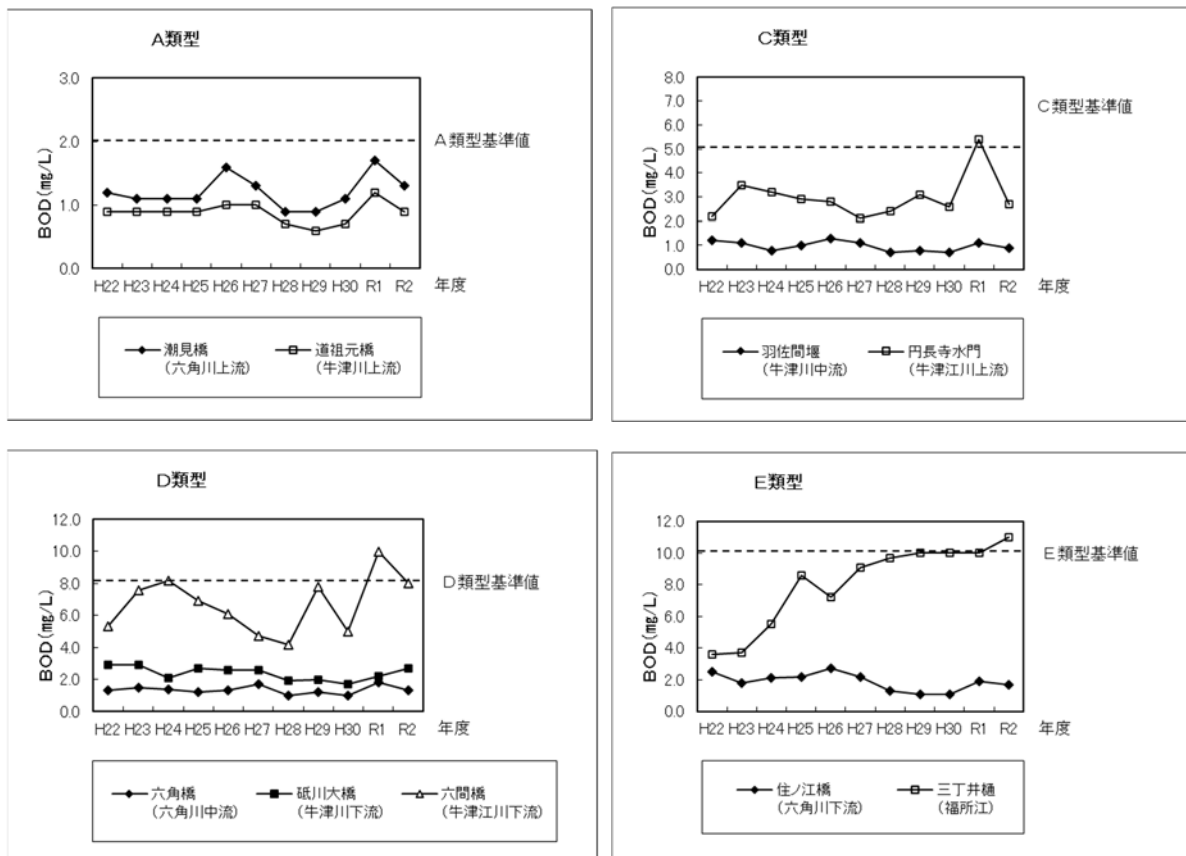 A類型
3.0
2.0
1.0
0.0
BOD(㎎/L)
A類型基準値
H22 H23 H24 H25 H26 H27 H28 H29 H30 R1 R2 年度
潮見橋 道祖元橋
(六角川上流) (牛津川上流)
C類型
8.0
7.0
6.0
5.0
4.0
3.0
2.0
1.0
0.0
BOD(㎎/L)
C類型基準値
H22 H23 H24 H25 H26 H27 H28 H29 H30 R1 R2 年度
羽佐間堰 円長寺水門
(牛津川中流) (牛津江川上流)
D類型
12.0
10.0
8.0
6.0
4.0
2.0
0.0
BOD(㎎/L)
D類型基準値
H22 H23 H24 H25 H26 H27 H28 H29 H30 R1 R2 年度
六角橋 砥川大橋 六間橋
(六角川中流) (牛津川下流) (牛津江川下流)
E類型
12.0
10.0
8.0
6.0
4.0
2.0
0.0
BOD(㎎/L)
E類型基準値
H22 H23 H24 H25 H26 H27 H28 H29 H30 R1 R2 年度
住ノ江橋 三丁井樋
(六角川下流) (福所江)